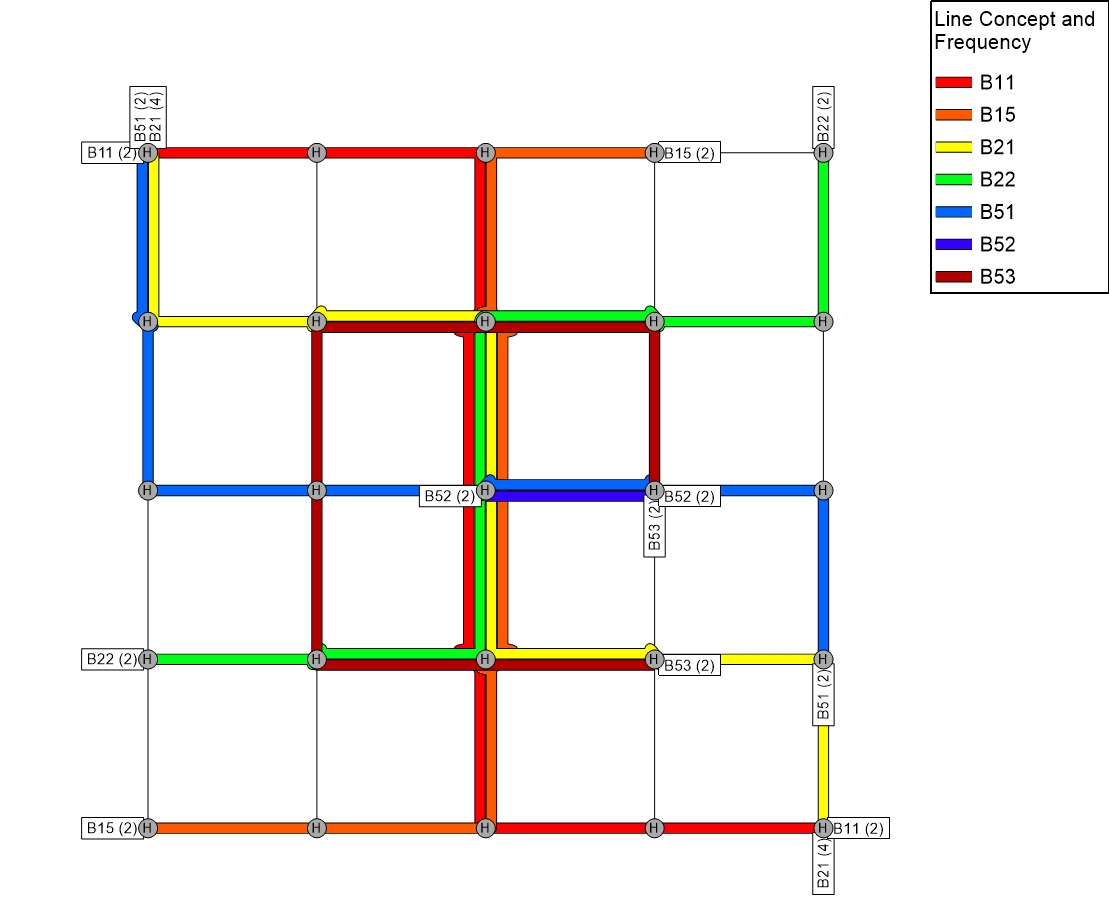 Line Concept and
Frequency
B11
B15
B21
B22
B51
B52
B53
B51 (2)
B21 (4)
B22 (2)
B11 (2)
H
H
H
H
B15 (2)
H
H
H
H
H
H
H
H
B52 (2)
H
H
B52 (2)
H
B53 (2)
B22 (2)
H
H
H
H
B53 (2)
H
B51 (2)
B15 (2)
H
H
H
H
H
B11 (2)
B21 (4)